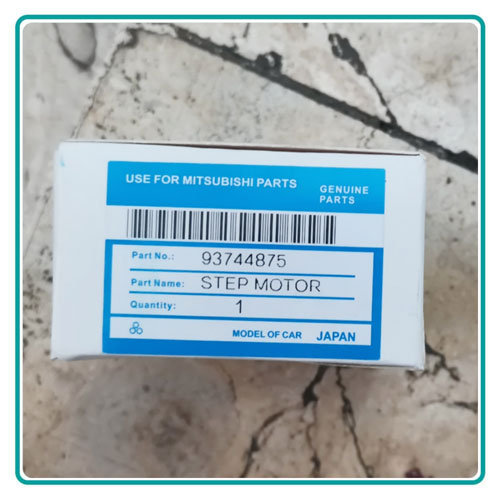 USE FOR MITSUBISHI PARTS
GENUINE
PARTS
Part No.: 93744875
Part Name: STEP MOTOR
Quantity: 1
MODEL OF CAR JAPAN